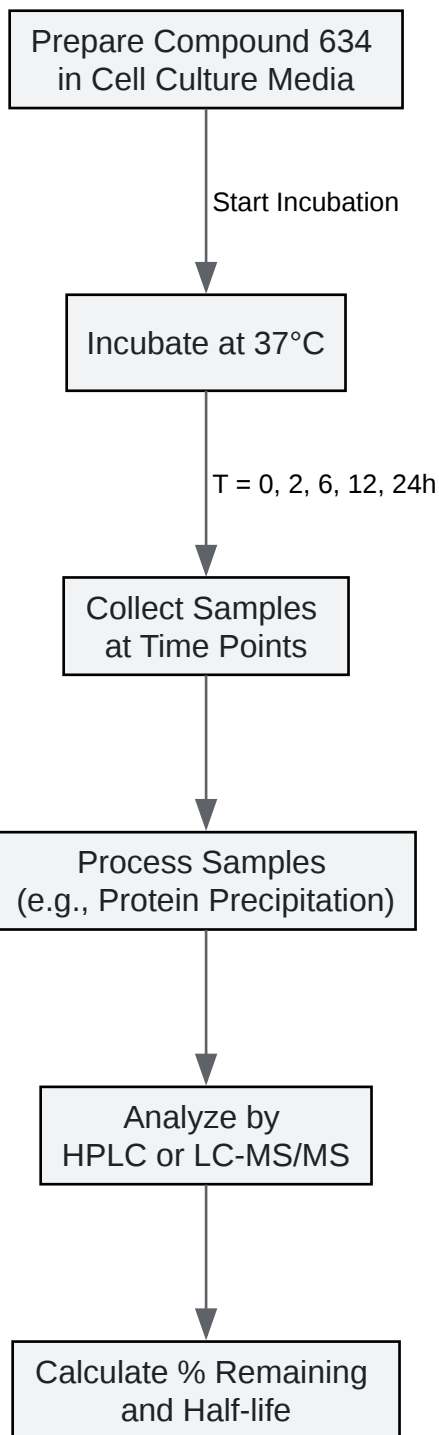 Prepare Compound 634
in Cell Culture Media
Start Incubation
Incubate at 37°C
T = 0, 2, 6, 12, 24h
Collect Samples
at Time Points
Process Samples
(e.g., Protein Precipitation)
Analyze by
HPLC or LC-MS/MS
Calculate % Remaining
and Half-life